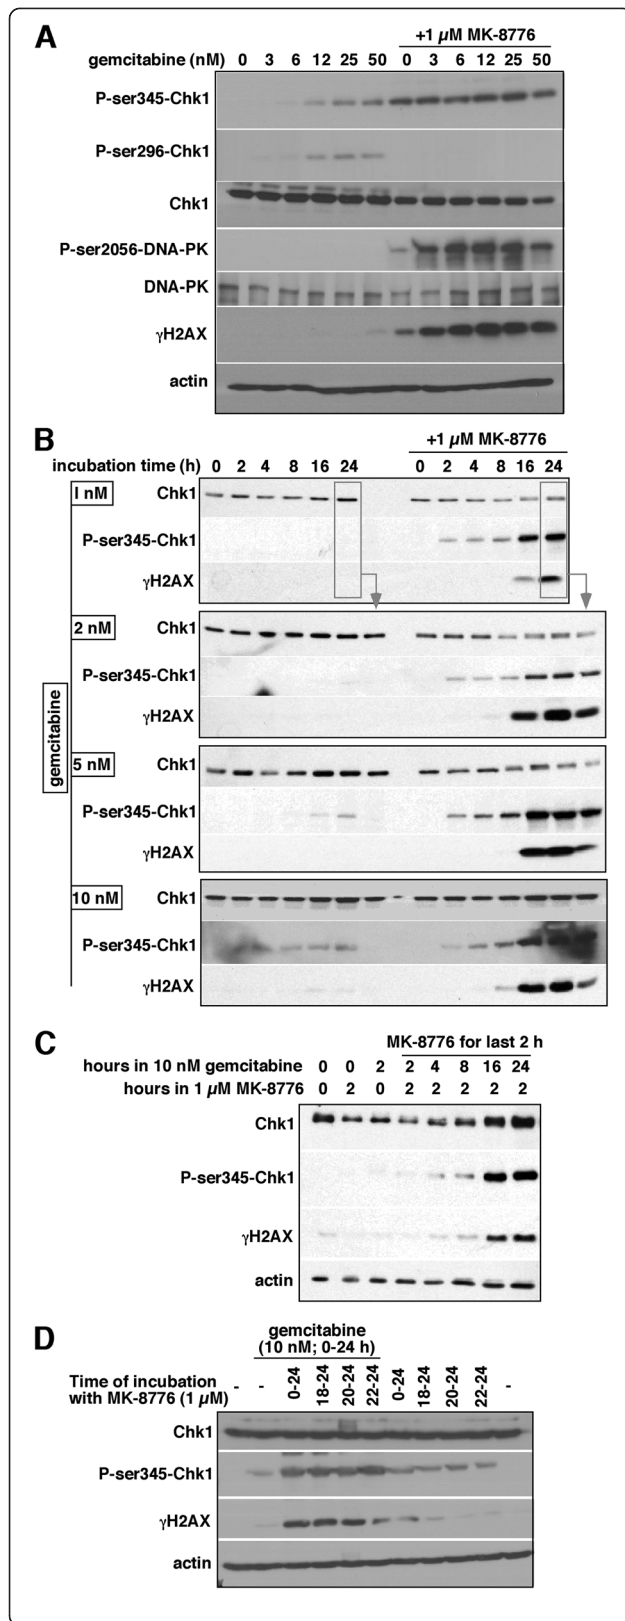 A
+1 µM MK-8776
gemcitabine (nM) 0 3 6 12 25 50 0 3 6 12 25 50
P-ser345-Chk1
P-ser296-Chk1
Chk1
P-ser2056-DNA-PK
DNA-PK
γH2AX
actin
B
+1 µM MK-8776
incubation time (h) 0 2 4 8 16 24 0 2 4 8 16 24
gemcitabine
I nM Chk1
P-ser345-Chk1
γH2AX
2 nM Chk1
P-ser345-Chk1
γH2AX
5 nM Chk1
P-ser345-Chk1
γH2AX
10 nM Chk1
P-ser345-Chk1
γH2AX
C
MK-8776 for last 2 h
hours in 10 nM gemcitabine 0 0 2 2 4 8 16 24
hours in 1 µM MK-8776 0 2 0 2 2 2 2 2
Chk1
P-ser345-Chk1
γH2AX
actin
D
gemcitabine
(10 nM; 0-24 h)
Time of incubation
with MK-8776 (1 µM) - - 0-24 18-24 20-24 22-24 0-24 18-24 20-24 22-24 -
Chk1
P-ser345-Chk1
γH2AX
actin